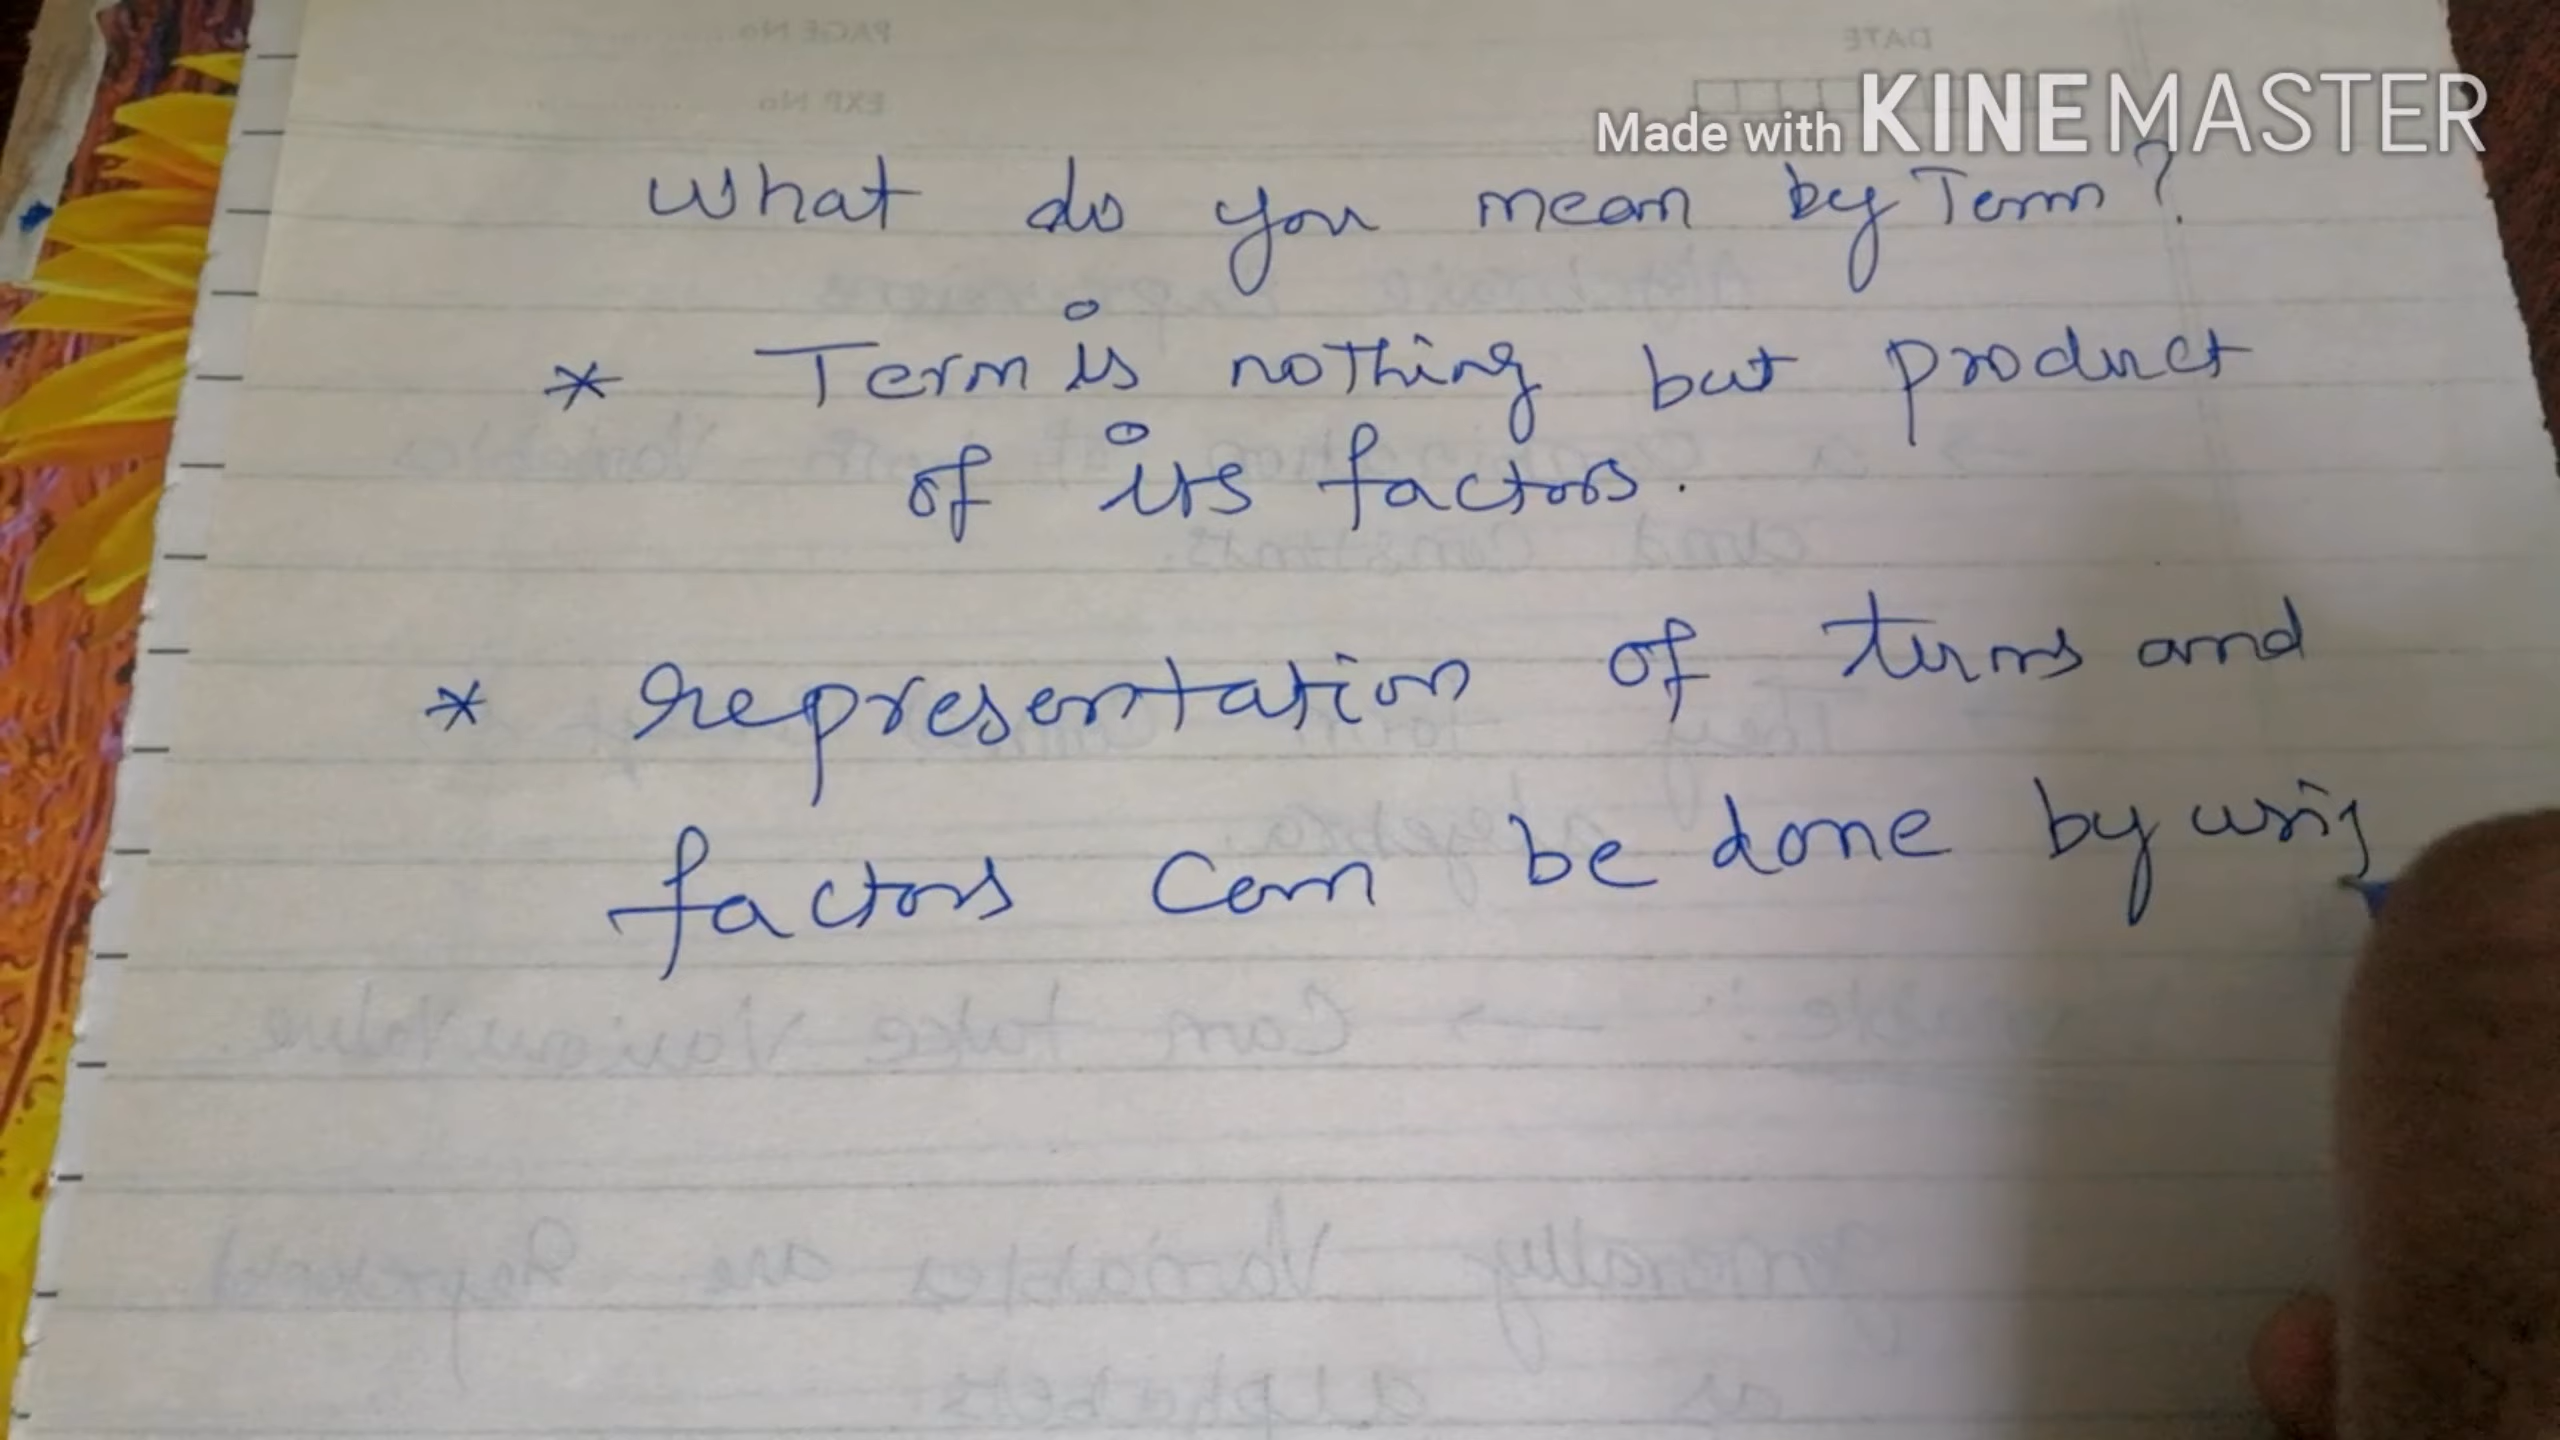 Made with KINEMASTER
What do you mean by Term?
* Term is nothing but product
of its factors.
* representation of terms and
factors can be done by using